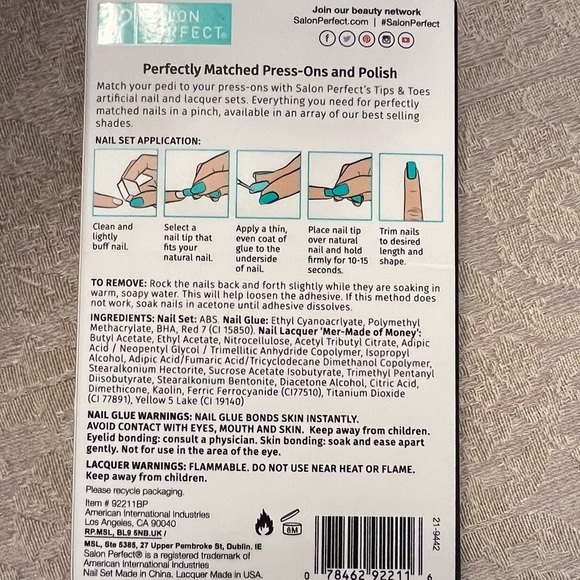 SALON
PERFECT®
Join our beauty network
SalonPerfect.com | #SalonPerfect
Perfectly Matched Press-Ons and Polish
Match your pedi to your press-ons with Salon Perfect's Tips & Toes
artificial nail and lacquer sets. Everything you need for perfectly
matched nails in a pinch, available in an array of our best selling
shades.
NAIL SET APPLICATION:
Clean and
lightly
buff nail.
Select a
nail tip that
fits your
natural nail.
Apply a thin,
even coat of
glue to the
underside
of nail.
Place nail tip
over natural
nail and hold
firmly for 10-15
seconds.
Trim nails
to desired
length and
shape.
TO REMOVE: Rock the nails back and forth slightly while they are soaking in
warm, soapy water. This will help loosen the adhesive. If this method does
not work, soak nails in acetone until adhesive dissolves.
INGREDIENTS: Nail Set: ABS. Nail Glue: Ethyl Cyanoacrlyate, Polymethyl
Methacrylate, BHA, Red 7 (CI 15850). Nail Lacquer 'Mer-Made of Money':
Butyl Acetate, Ethyl Acetate, Nitrocellulose, Acetyl Tributyl Citrate, Adipic
Acid / Neopentyl Glycol / Trimellitic Anhydride Copolymer, Isopropyl
Alcohol, Adipic Acid/Fumaric Acid/Tricyclodecane Dimethanol Copolymer,
Stearalkonium Hectorite, Sucrose Acetate Isobutyrate, Trimethyl Pentanyl
Diisobutyrate, Stearalkonium Bentonite, Diacetone Alcohol, Citric Acid,
Dimethicone, Kaolin, Ferric Ferrocyanide (CI77510), Titanium Dioxide
(CI 77891), Yellow 5 Lake (CI 19140)
NAIL GLUE WARNINGS: NAIL GLUE BONDS SKIN INSTANTLY.
AVOID CONTACT WITH EYES, MOUTH AND SKIN. Keep away from children.
Eyelid bonding: consult a physician. Skin bonding: soak and ease apart
gently. Not for use in the area of the eye.
LACQUER WARNINGS: FLAMMABLE. DO NOT USE NEAR HEAT OR FLAME.
Keep away from children.
Please recycle packaging.
Item # 92211BP
American International Industries
Los Angeles, CA 90040
RP.MSL, BL9 5NB.UK /
MSL, Ste 5385, 27 Upper Pembroke St, Dublin. IE
Salon Perfect® is a registered trademark of
American International Industries
Nail Set Made in China. Lacquer Made in USA.
6M
21-9442
0 78462 92211 6